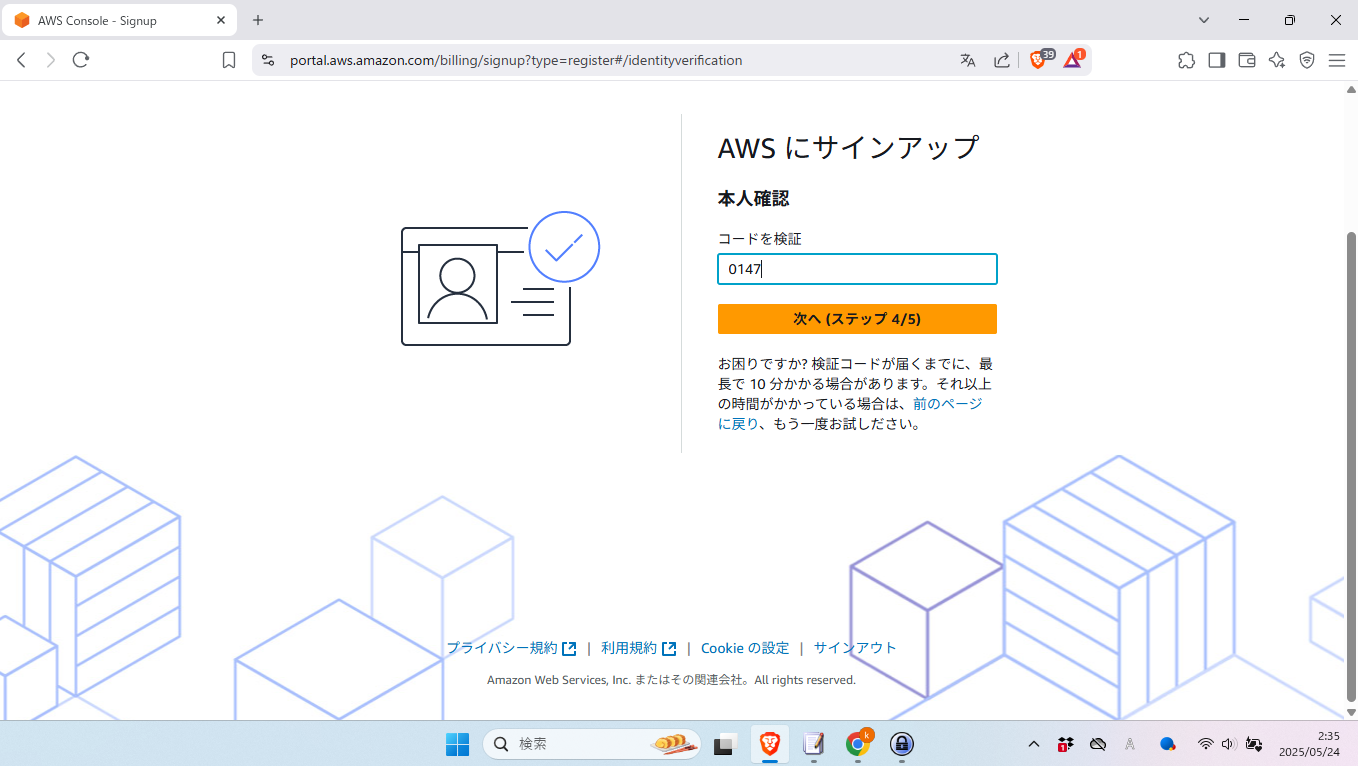 AWS Console - Signup
portal.aws.amazon.com/billing/signup?type=register#/identityverification
39
1
AWS にサインアップ
本人確認
コードを検証
0147
次へ (ステップ 4/5)
お困りですか? 検証コードが届くまでに、最
長で 10 分かかる場合があります。それ以上
の時間がかかっている場合は、前のページ
に戻り、もう一度お試しださい。
プライバシー規約 | 利用規約 | Cookie の設定 | サインアウト
Amazon Web Services, Inc. またはその関連会社。All rights reserved.
検索
k
1
A
2:35
2025/05/24